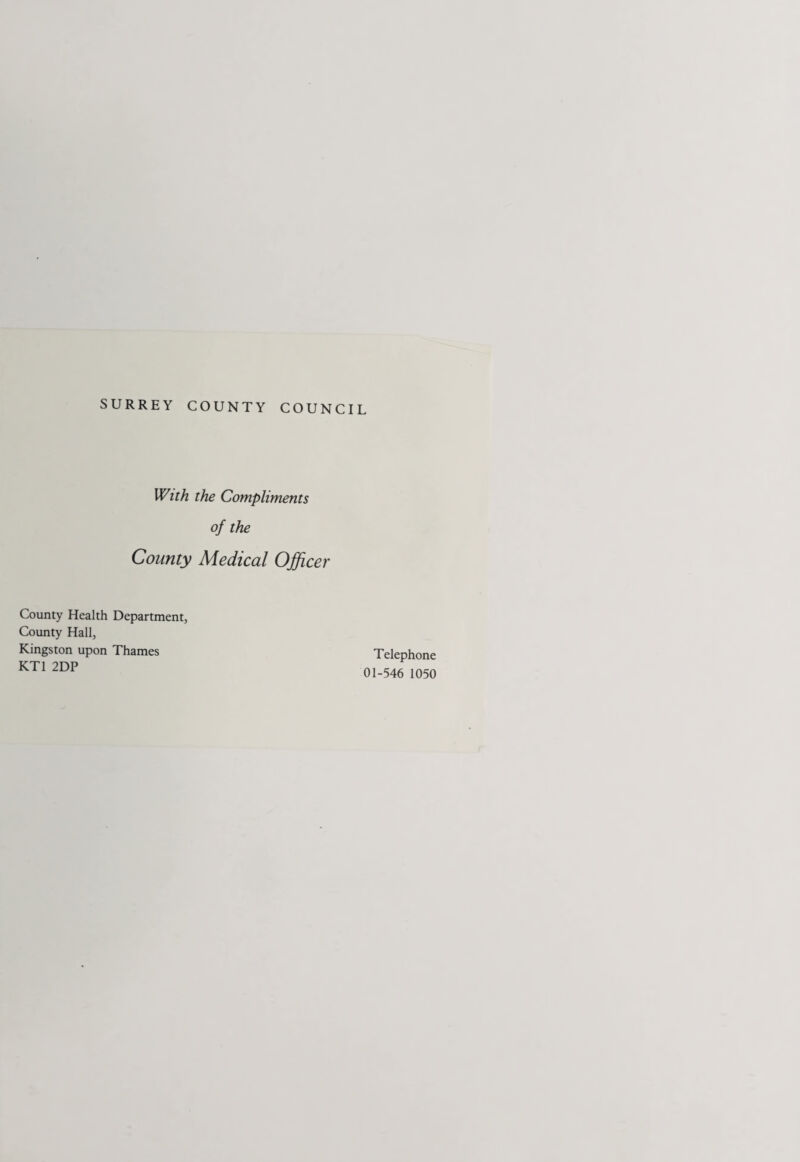 SURREY COUNTY COUNCIL
With the Compliments
of the
County Medical Officer
County Health Department,
County Hall,
Kingston upon Thames
KT1 2DP
Telephone
01-546 1050